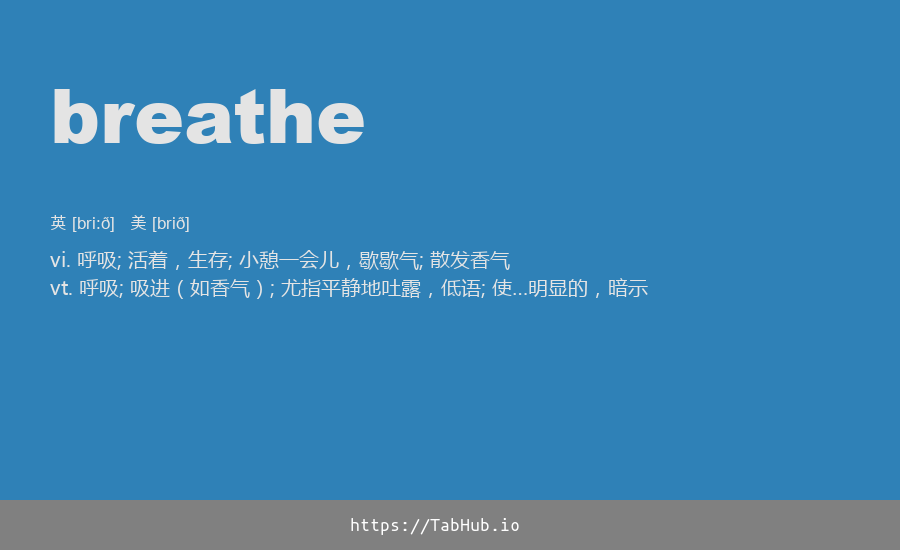 breathe
英 [bri:ð] 美 [brið]
vi. 呼吸; 活着，生存; 小憩一会儿，歇歇气; 散发香气
vt. 呼吸; 吸进（如香气）; 尤指平静地吐露，低语; 使...明显的，暗示
https://TabHub.io